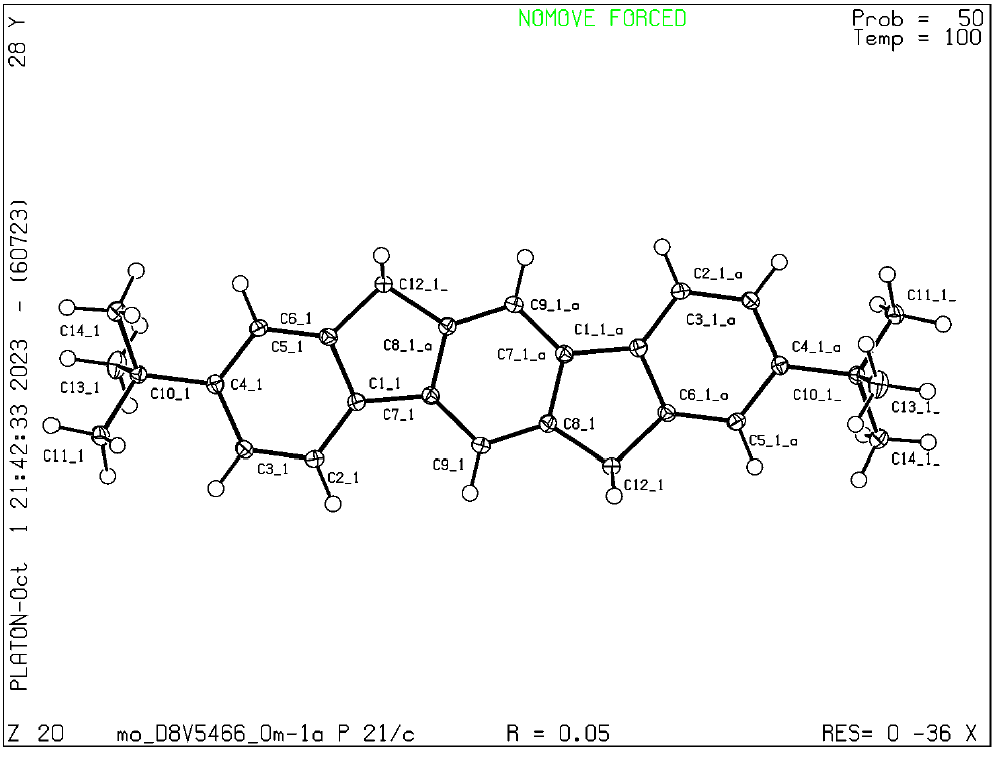 NOMOVE FORCED
Prob = 50
Temp = 100
PLATON-Oct 1 21:42:33 2023 - (60723) 28 Y
C2_1_a
C12_1_
C11_1_
C9_1_a
C6_1
C3_1_a
C14_1
C5_1
C1_1_a
C8_1_a
C4_1_a
C7_1_a
C13_1
C10_1
C4_1
C1_1
C6_1_a
C10_1_
C13_1_
C7_1
C8_1
C5_1_a
C11_1
C14_1_
C3_1
C9_1
C2_1
C12_1
Z 20 mo_D8V5466_0m-1a P 21/c R = 0.05 RES= 0 -36 X